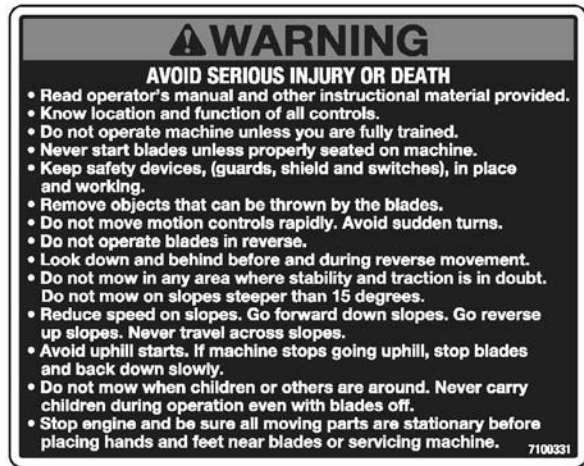 WARNING
AVOID SERIOUS INJURY OR DEATH
• Read operator's manual and other instructional material provided.
• Know location and function of all controls.
• Do not operate machine unless you are fully trained.
• Never start blades unless properly seated on machine.
• Keep safety devices, (guards, shield and switches), in place
and working.
• Remove objects that can be thrown by the blades.
• Do not move motion controls rapidly. Avoid sudden turns.
• Do not operate blades in reverse.
• Look down and behind before and during reverse movement.
• Do not mow in any area where stability and traction is in doubt.
Do not mow on slopes steeper than 15 degrees.
• Reduce speed on slopes. Go forward down slopes. Go reverse
up slopes. Never travel across slopes.
• Avoid uphill starts. If machine stops going uphill, stop blades
and back down slowly.
• Do not mow when children or others are around. Never carry
children during operation even with blades off.
• Stop engine and be sure all moving parts are stationary before
placing hands and feet near blades or servicing machine.
7100331